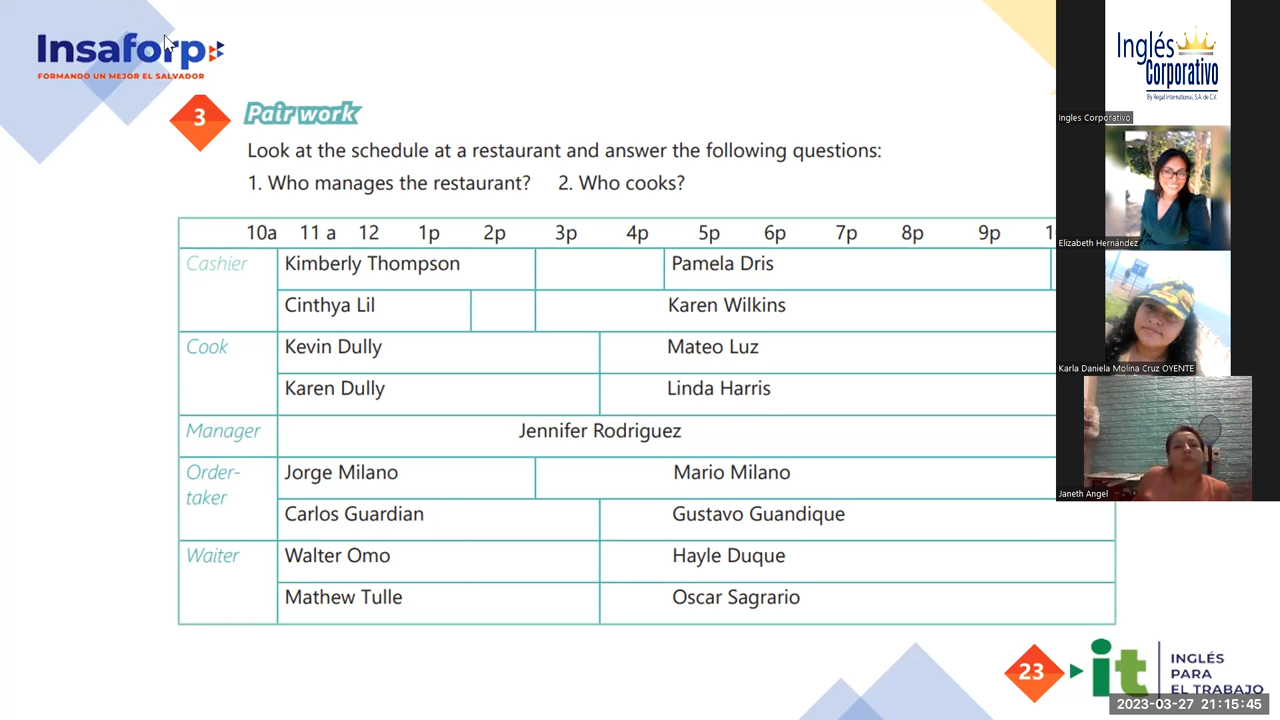 Insaforp
FORMANDO UN MEJOR EL SALVADOR
3 Pair work
Look at the schedule at a restaurant and answer the following questions:
1. Who manages the restaurant? 2. Who cooks?
10a 11 a 12 1p 2p 3p 4p 5p 6p 7p 8p 9p
Cashier Kimberly Thompson Pamela Dris
Cinthya Lil Karen Wilkins
Cook Kevin Dully Mateo Luz
Karen Dully Linda Harris
Manager Jennifer Rodriguez
Order-
taker
Jorge Milano Mario Milano
Carlos Guardian Gustavo Guandique
Waiter Walter Omo Hayle Duque
Mathew Tulle Oscar Sagrario
23
it
INGLÉS
PARA
EL TRABAJO
2023-03-27 21:15:45
Inglés
Corporativo
By Regal International, S.A. de C.V.
Ingles Corporativo
Elizabeth Hernández
Karla Daniela Molina Cruz OYENTE
Janeth Angel